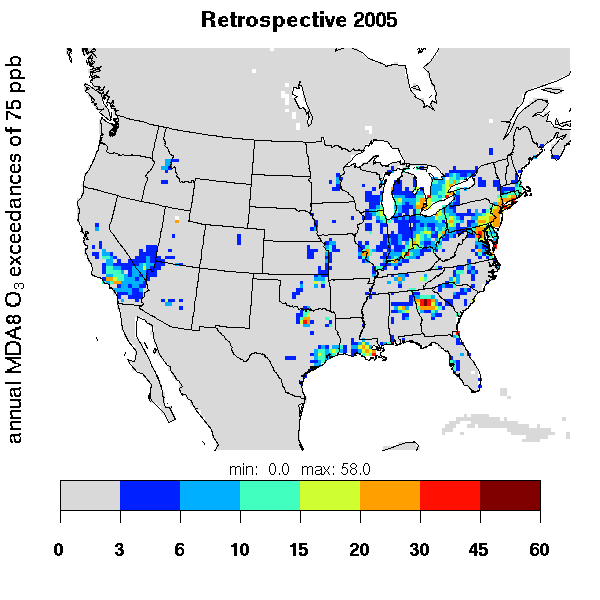 Retrospective 2005
annual MDA8 O₃ exceedances of 75 ppb
min: 0.0 max: 58.0
0 3 6 10 15 20 30 45 60